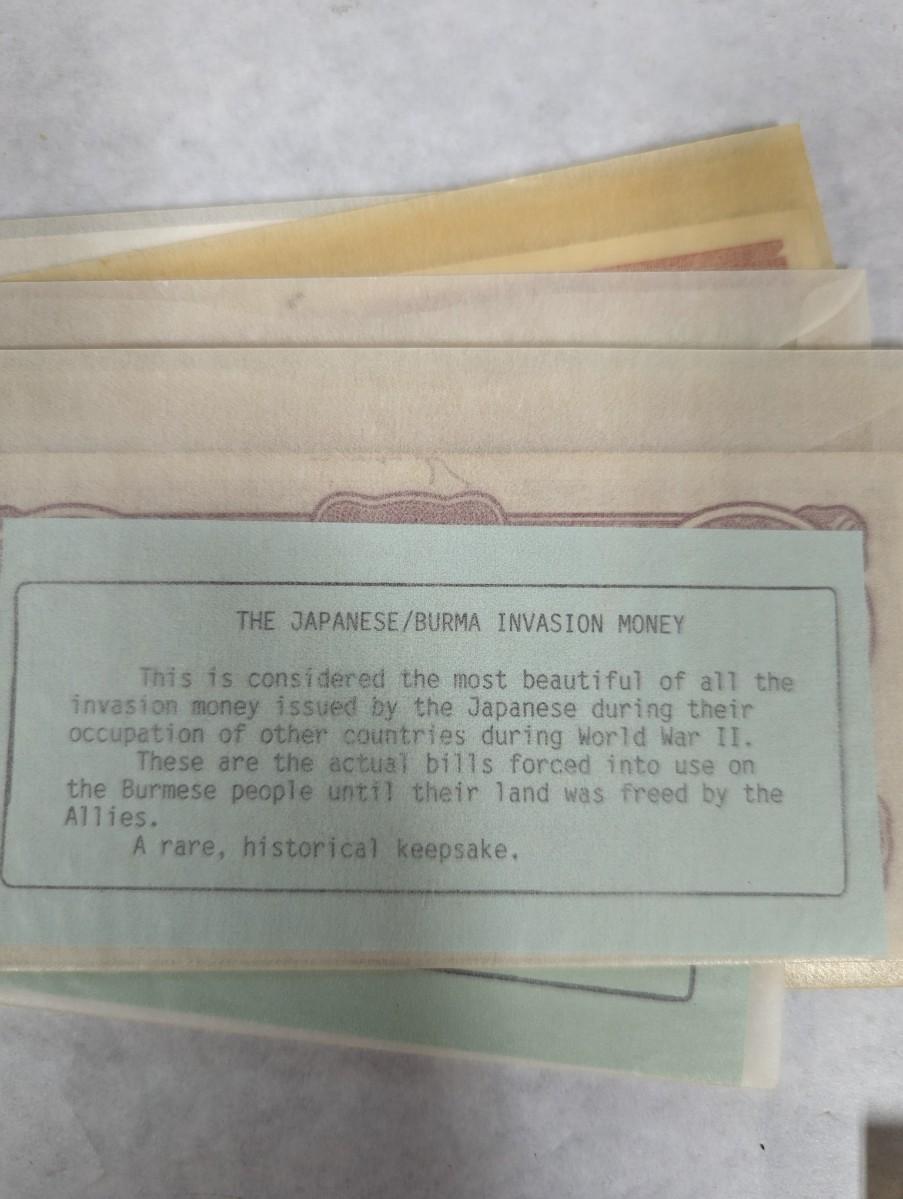 THE JAPANESE/BURMA INVASION MONEY
This is considered the most beautiful of all the
invasion money issued by the Japanese during their
occupation of other countries during World War II.
These are the actual bills forced into use on
the Burmese people until their land was freed by the
Allies.
A rare, historical keepsake.